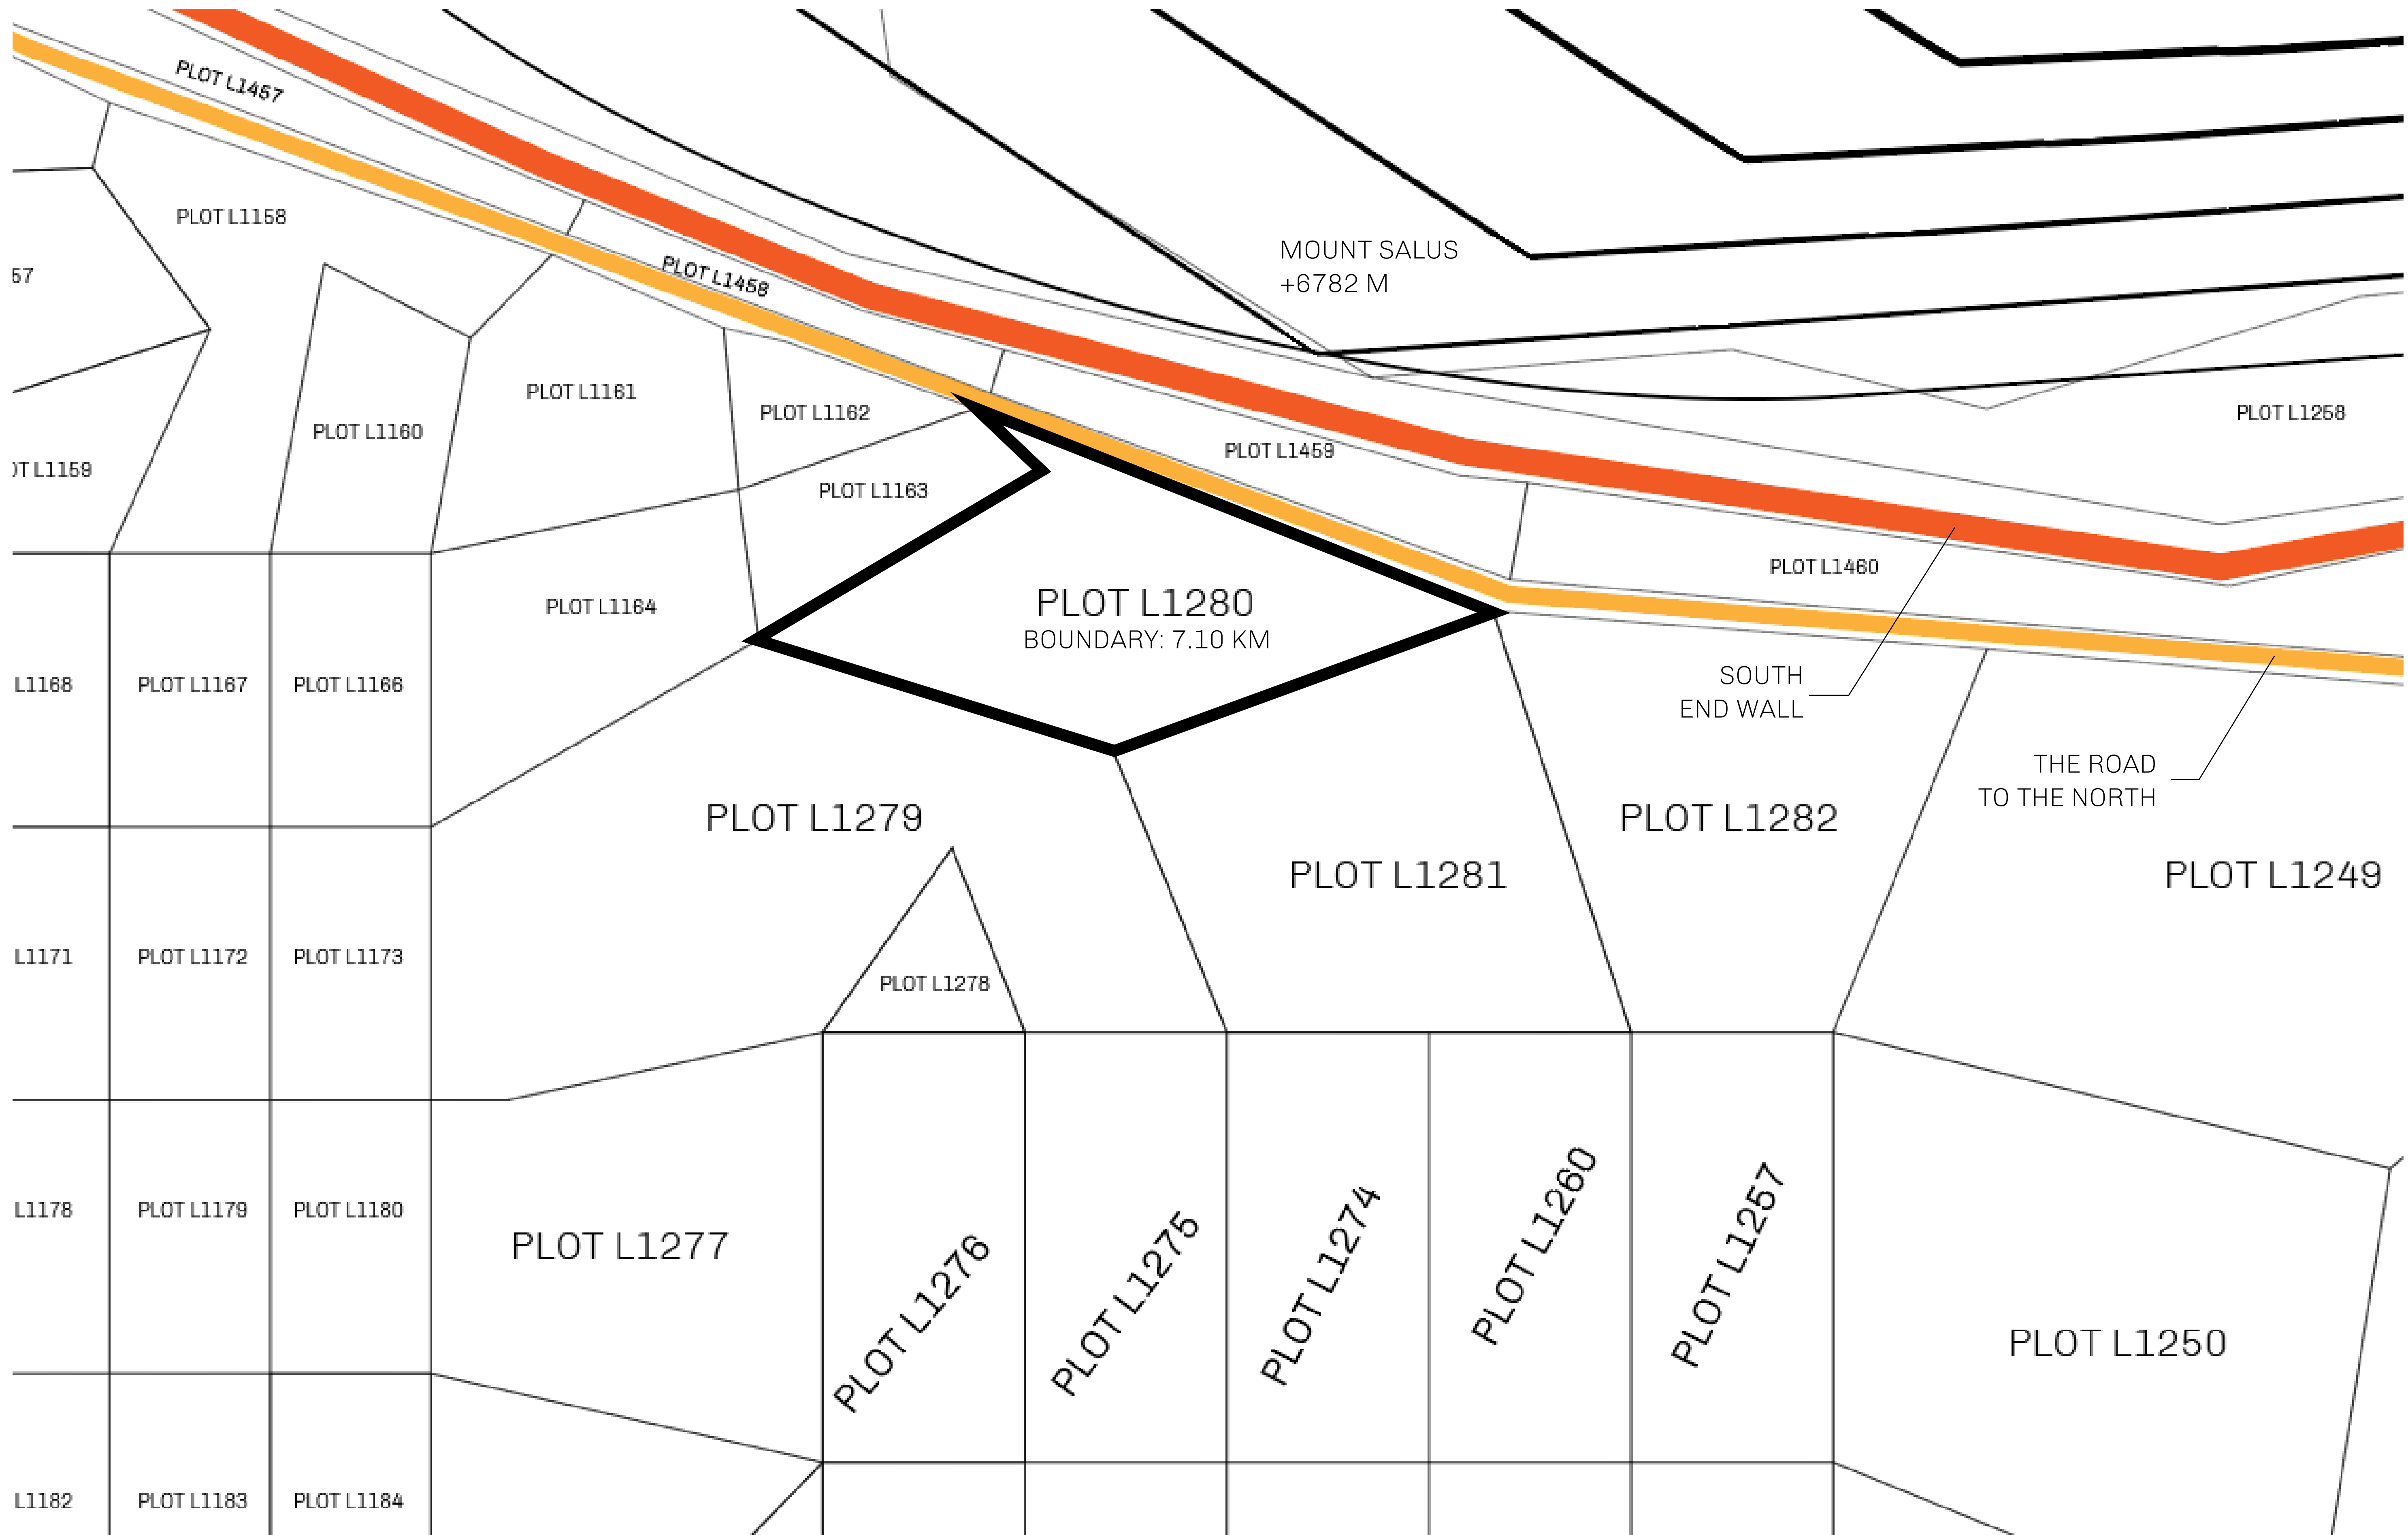 PLOT L1457
PLOT L1158
57
PLOT L1458
MOUNT SALUS
+6782 M
PLOT L1161
PLOT L1162
PLOT L1258
PLOT L1160
PLOT L1459
OT L1159
PLOT L1163
PLOT L1460
PLOT L1164
PLOT L1280
BOUNDARY: 7.10 KM
L1168
PLOT L1167
PLOT L1166
SOUTH
END WALL
THE ROAD
TO THE NORTH
PLOT L1279
PLOT L1282
PLOT L1281
PLOT L1249
L1171
PLOT L1172
PLOT L1173
PLOT L1278
L1178
PLOT L1179
PLOT L1180
PLOT L1277
PLOT L1276
PLOT L1275
PLOT L1274
PLOT L1260
PLOT L1257
PLOT L1250
L1182
PLOT L1183
PLOT L1184